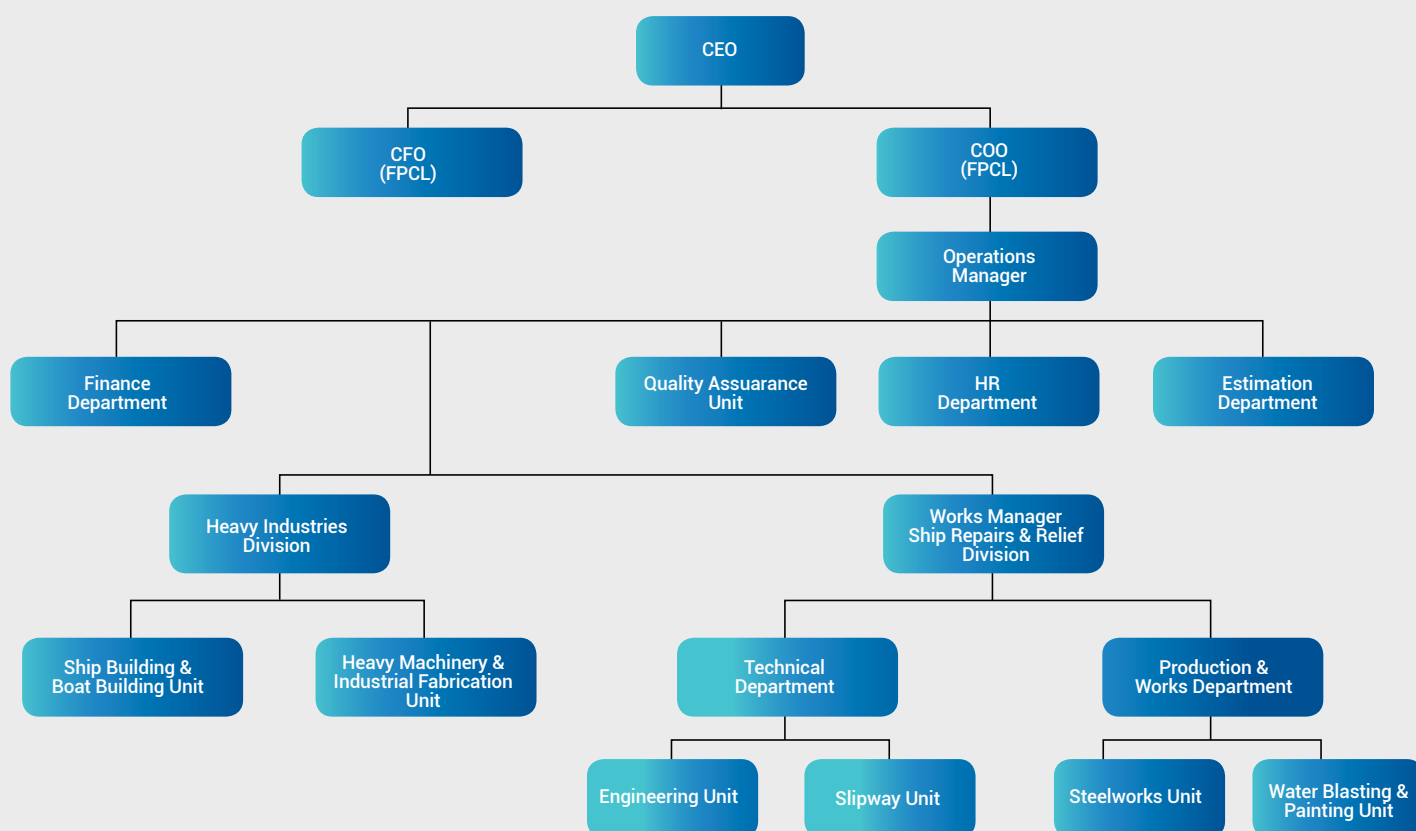 CEO
CFO
(FPCL)
COO
(FPCL)
Operations
Manager
Finance
Department
Quality Assuarance
Unit
HR
Department
Estimation
Department
Heavy Industries
Division
Works Manager
Ship Repairs & Relief
Division
Ship Building &
Boat Building Unit
Heavy Machinery &
Industrial Fabrication
Unit
Technical
Department
Production &
Works Department
Engineering Unit
Slipway Unit
Steelworks Unit
Water Blasting &
Painting Unit